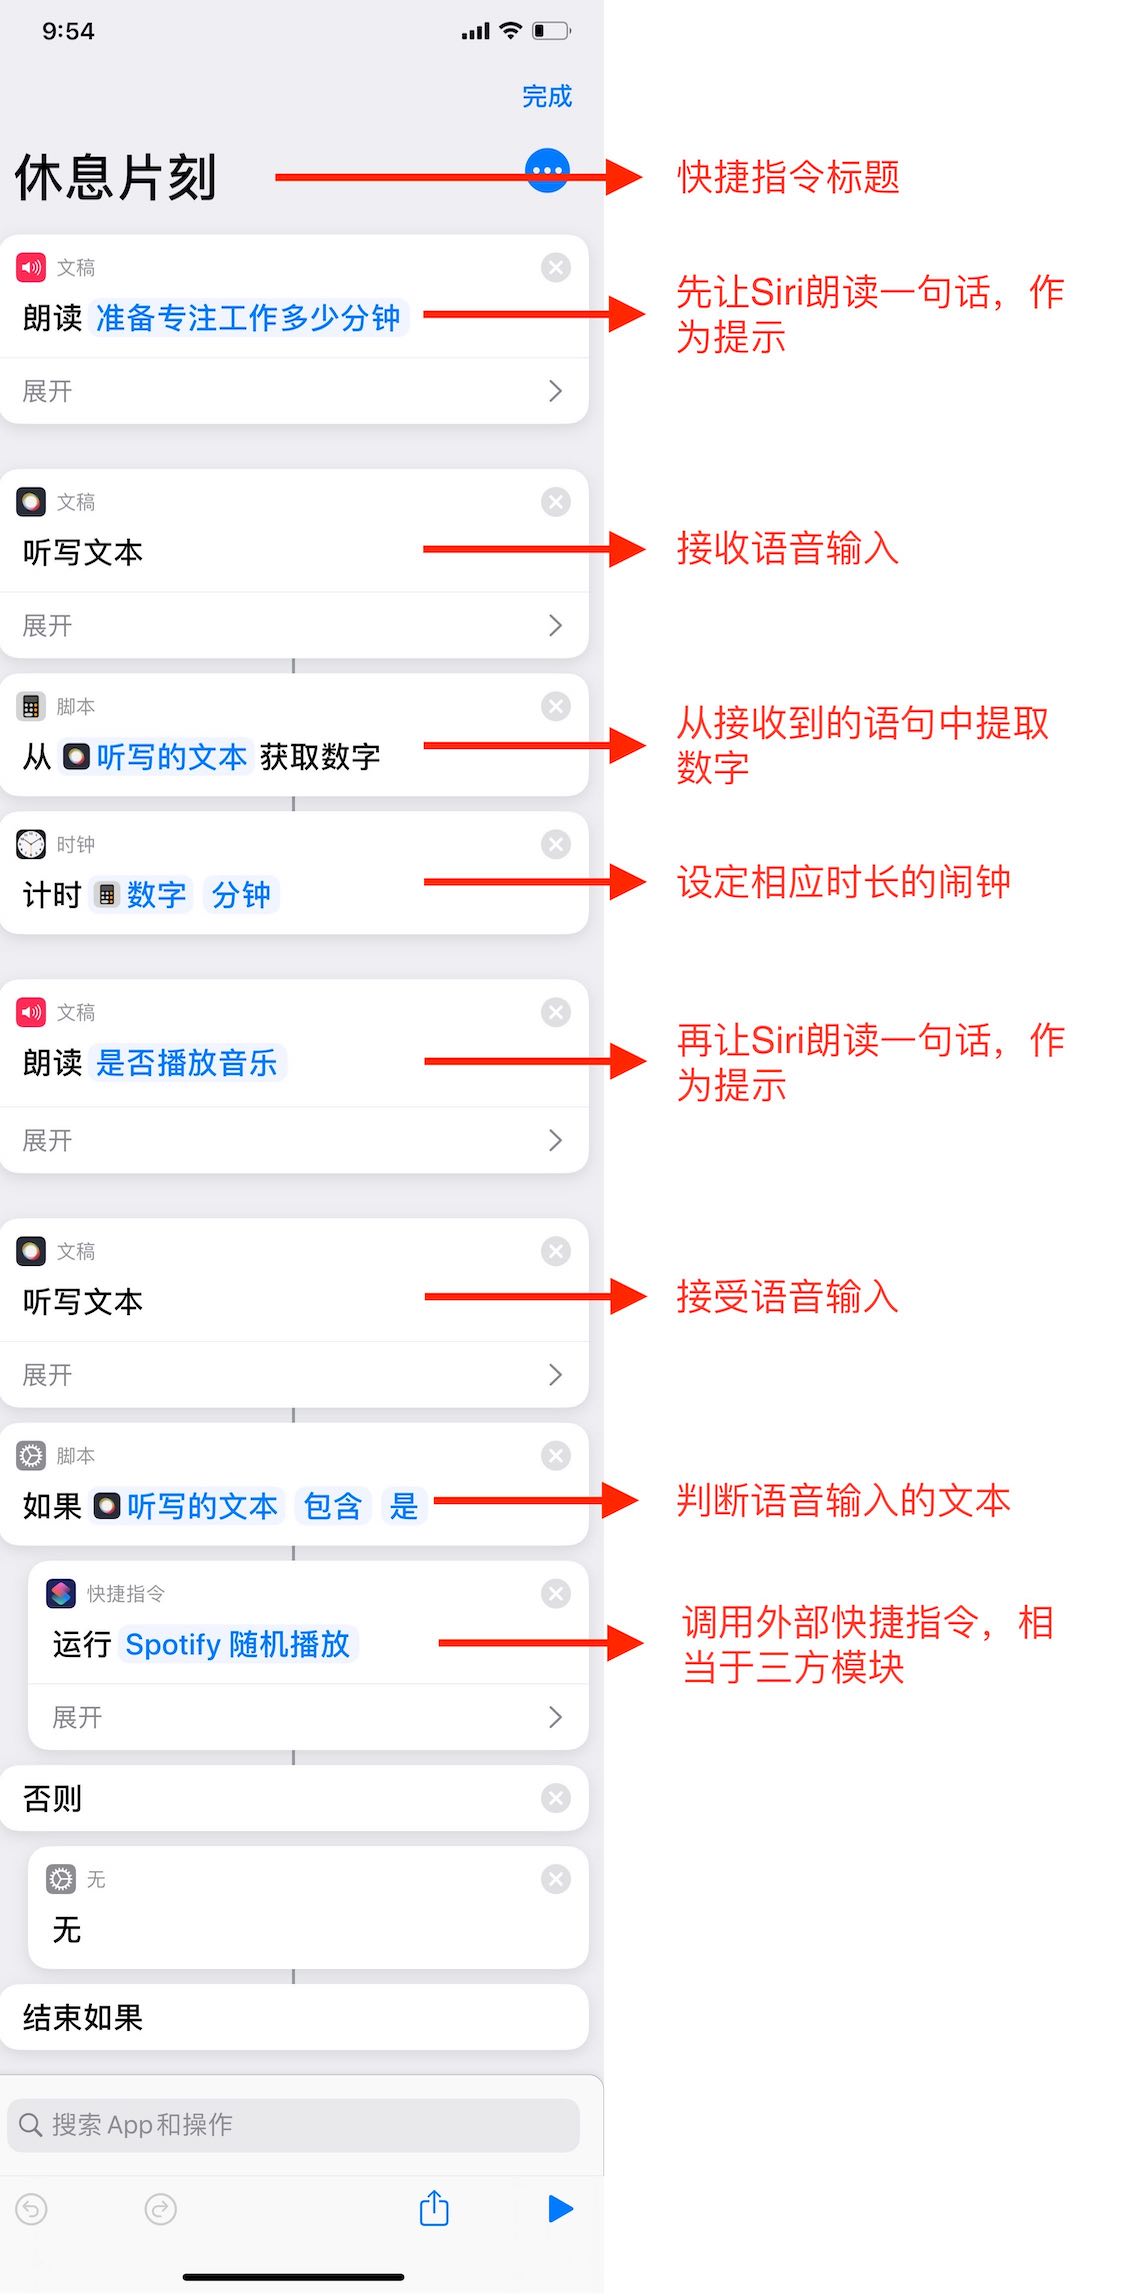 9:54
完成
休息片刻
快捷指令标题
文稿
朗读 准备专注工作多少分钟
先让Siri朗读一句话，作
为提示
展开
文稿
听写文本
接收语音输入
展开
脚本
从 听写的文本 获取数字
从接收到的语句中提取
数字
时钟
计时 数字 分钟
设定相应时长的闹钟
文稿
朗读 是否播放音乐
再让Siri朗读一句话，作
为提示
展开
文稿
听写文本
接受语音输入
展开
脚本
如果 听写的文本 包含 是
判断语音输入的文本
快捷指令
运行 Spotify 随机播放
调用外部快捷指令，相
当于三方模块
展开
否则
无
无
结束如果
搜索 App和操作